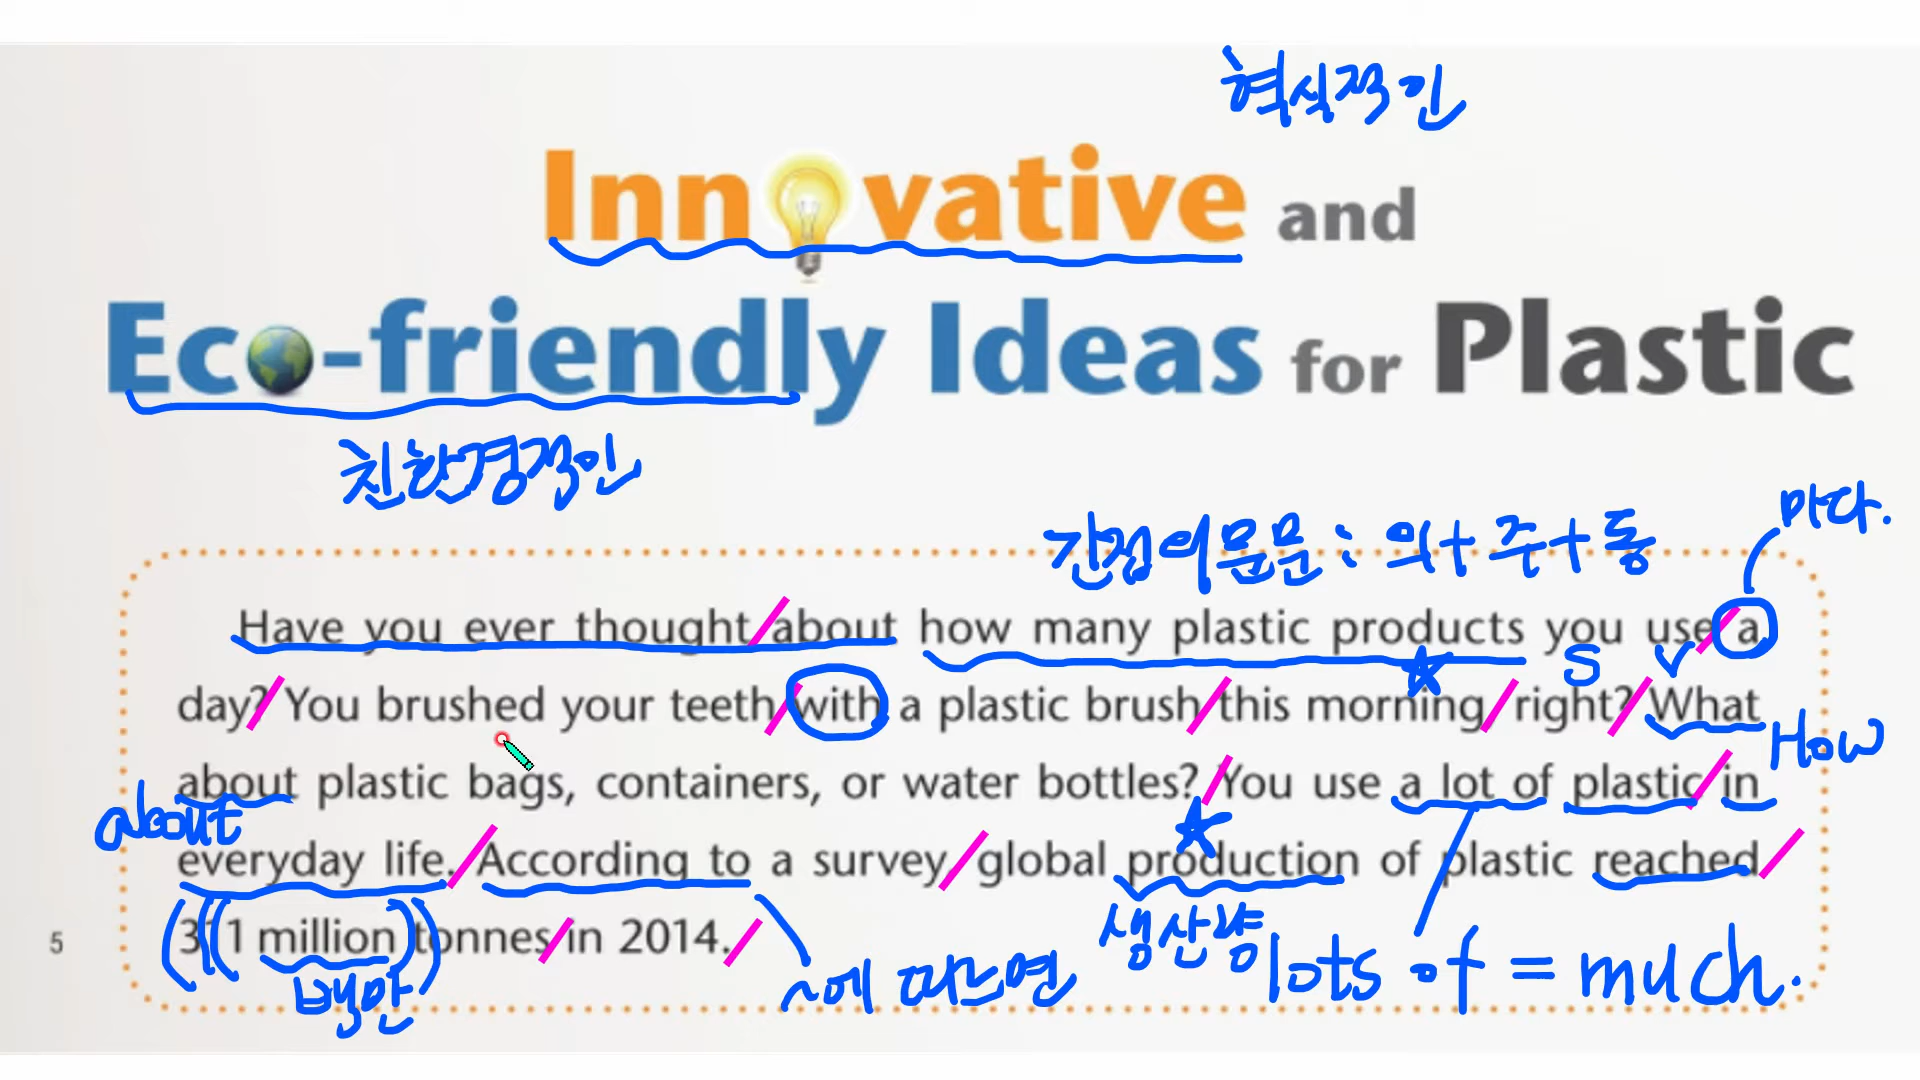 혁신적인
Innovative and
Eco-friendly Ideas for Plastic
친환경적인
마다.
간접의문문: 의+주+동
Have you ever thought about how many plastic products you use a
S V
day? You brushed your teeth with a plastic brush this morning, right? What
How
about plastic bags, containers, or water bottles? You use a lot of plastic in
about
everyday life. According to a survey, global production of plastic reached
311 million tonnes in 2014.
5
생산량
백만
~에 따르면
lots of = much.